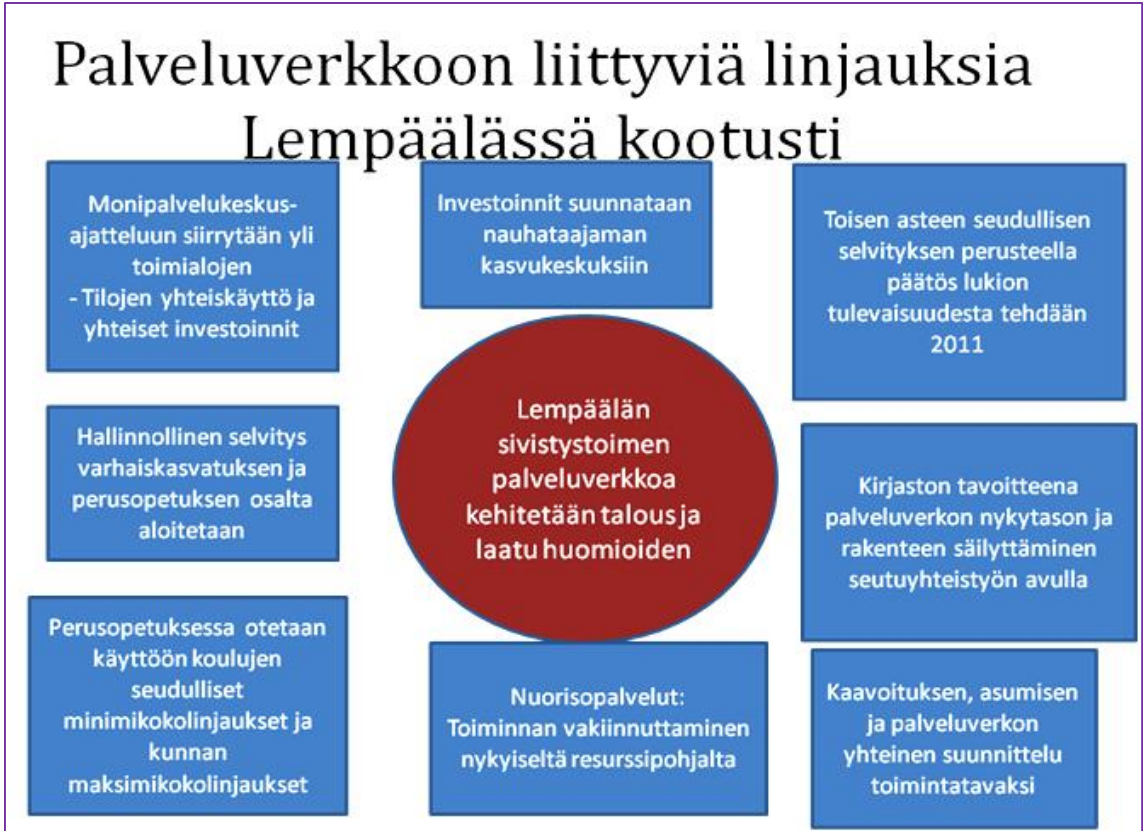 Palveluverkkoon liittyviä linjauksia
Lempäälässä kootusti
Monipalvelukeskus-
ajatteluun siirrytään yli
toimialojen
- Tilojen yhteiskäyttö ja
yhteiset investoinnit
Investoinnit suunnataan
nauhataajaman
kasvukeskuksiin
Toisen asteen seudullisen
selvityksen perusteella
päätös lukion
tulevaisuudesta tehdään
2011
Hallinnollinen selvitys
varhaiskasvatuksen ja
perusopetuksen osalta
aloitetaan
Lempäälän
sivistystoimen
palveluverkkoa
kehitetään talous ja
laatu huomioiden
Kirjaston tavoitteena
palveluverkon nykytason ja
rakenteen säilyttäminen
seutuyhteistyön avulla
Perusopetuksessa otetaan
käyttöön koulujen
seudulliset
minimikokolinjaukset ja
kunnan
maksimikokolinjaukset
Nuorisopalvelut:
Toiminnan vakiinnuttaminen
nykyiseltä resurssipohjalta
Kaavoituksen, asumisen
ja palveluverkon
yhteinen suunnittelu
toimintatavaksi